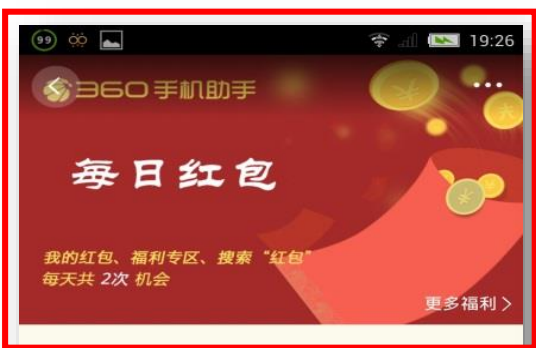 99
19:26
360手机助手
每日红包
我的红包、福利专区、搜索“红包”
每天共 2次 机会
更多福利 >